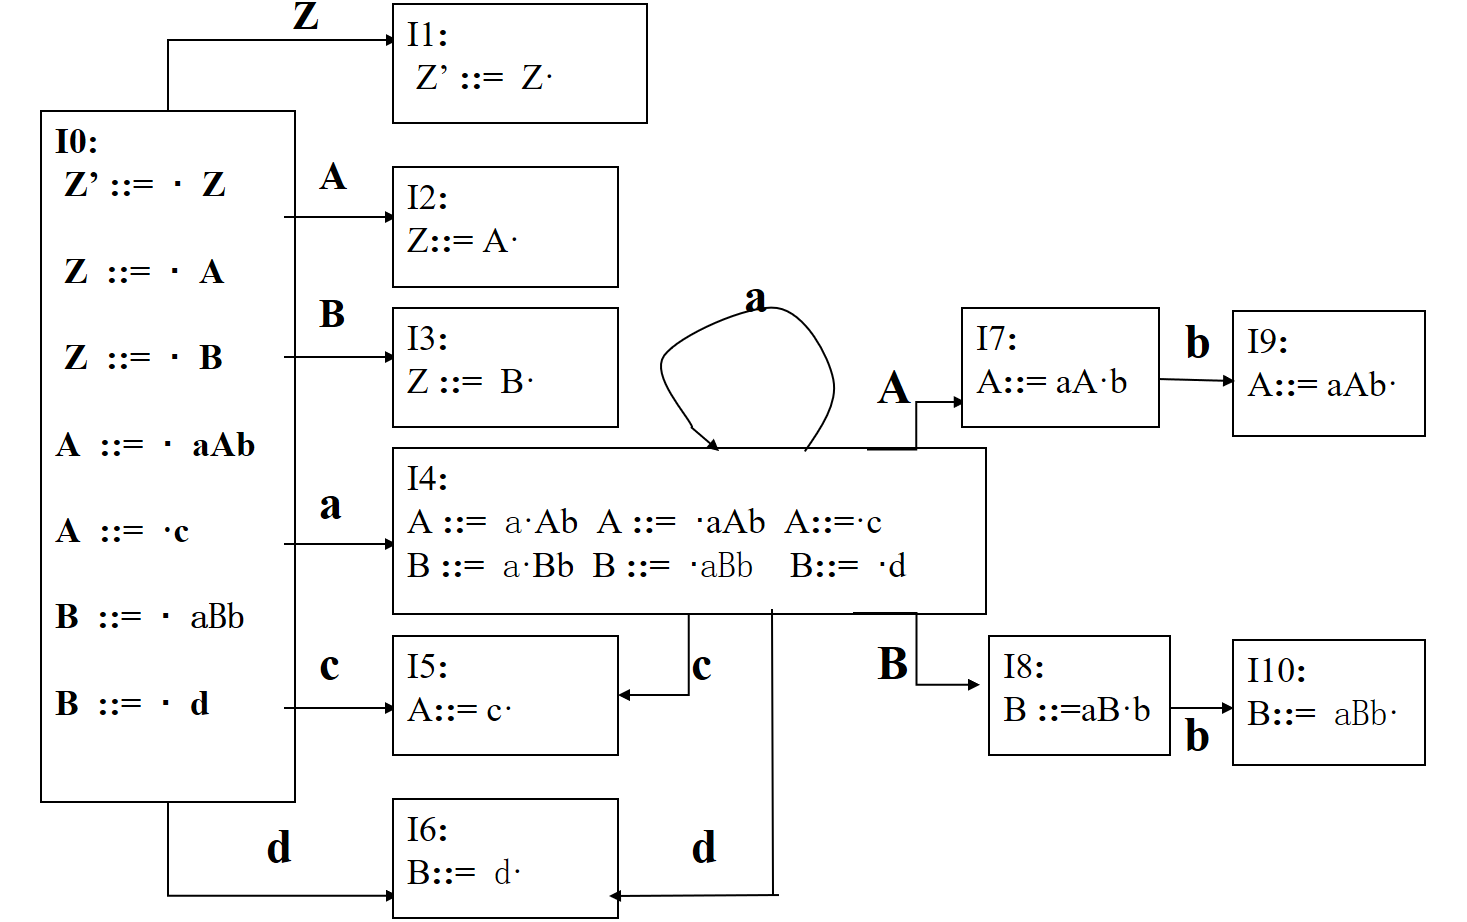 Z
I1:
Z’ ::= Z·
I0:
Z’ ::= · Z
Z ::= · A
Z ::= · B
A ::= · aAb
A ::= ·c
B ::= · aBb
B ::= · d
A
I2:
Z::= A·
B
I3:
Z ::= B·
a
a
I4:
A ::= a·Ab A ::= ·aAb A::=·c
B ::= a·Bb B ::= ·aBb B::= ·d
A
I7:
A::= aA·b
b
I9:
A::= aAb·
c
I5:
A::= c·
c
B
I8:
B ::=aB·b
b
I10:
B::= aBb·
d
I6:
B::= d·
d